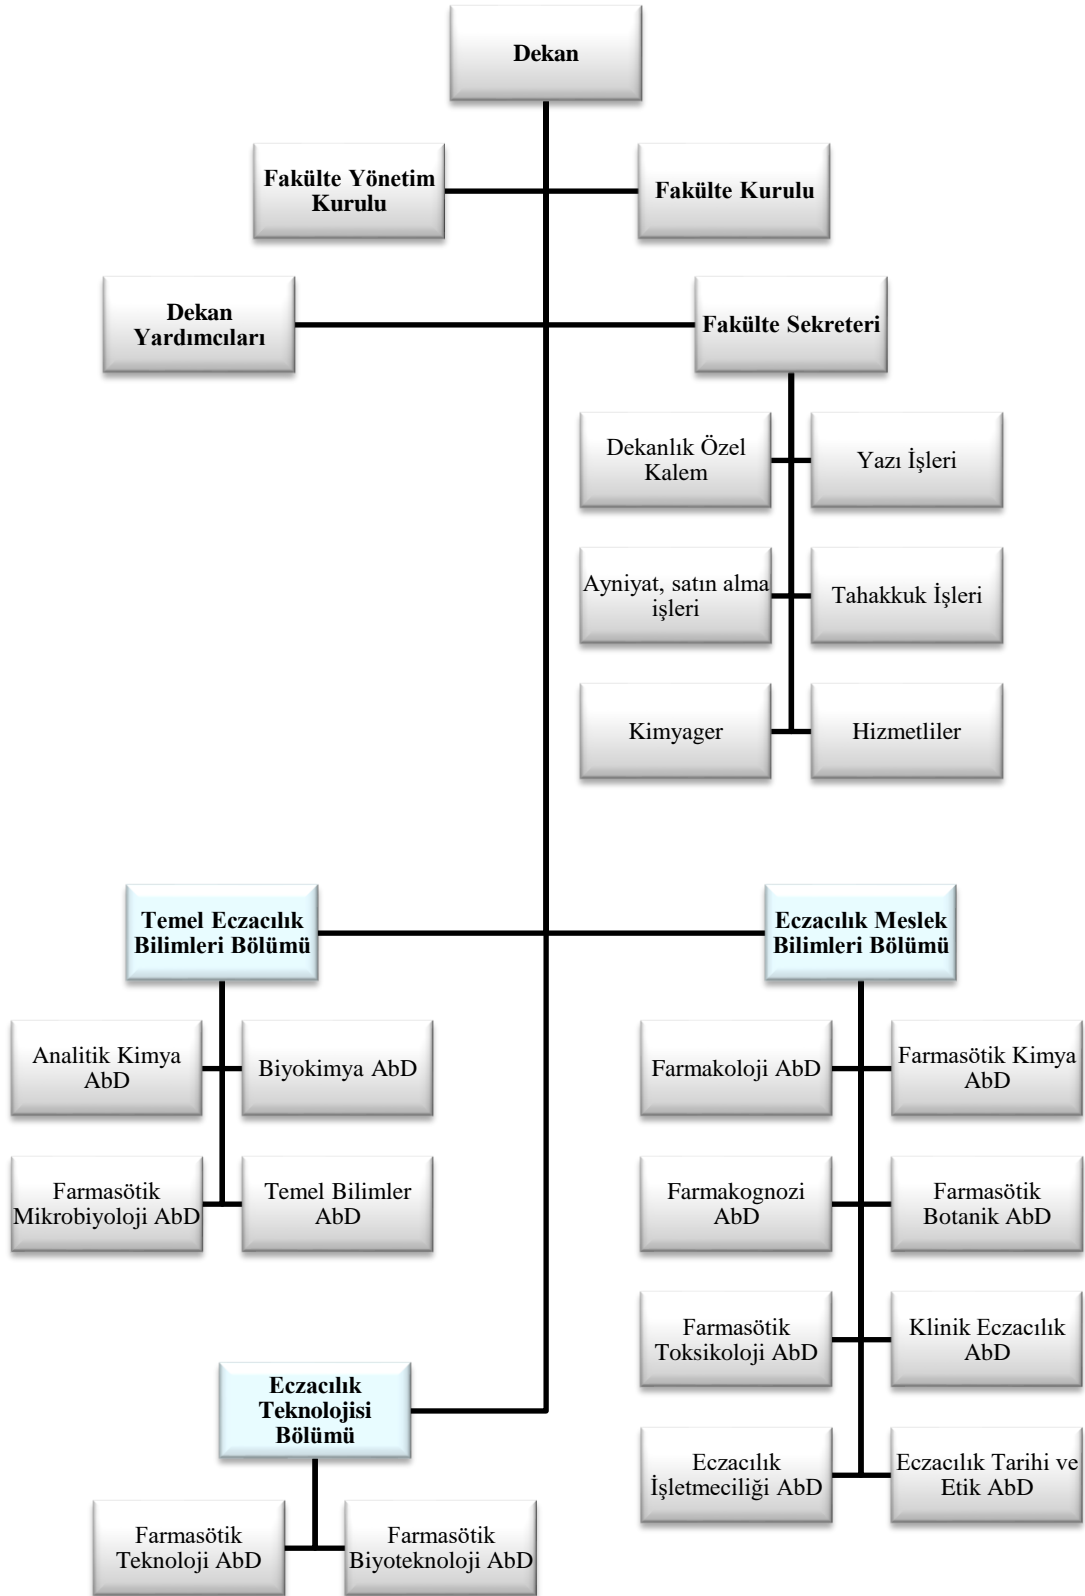 Dekan
Fakülte Yönetim
Kurulu
Fakülte Kurulu
Dekan
Yardımcıları
Fakülte Sekreteri
Dekanlık Özel
Kalem
Yazı İşleri
Ayniyat, satın alma
işleri
Tahakkuk İşleri
Kimyager
Hizmetliler
Temel Eczacılık
Bilimleri Bölümü
Eczacılık Meslek
Bilimleri Bölümü
Analitik Kimya
AbD
Biyokimya AbD
Farmasötik
Mikrobiyoloji AbD
Temel Bilimler
AbD
Farmakoloji AbD
Farmasötik Kimya
AbD
Farmakognozi
AbD
Farmasötik
Botanik AbD
Farmasötik
Toksikoloji AbD
Klinik Eczacılık
AbD
Eczacılık
İşletmeciliği AbD
Eczacılık Tarihi ve
Etik AbD
Eczacılık
Teknolojisi
Bölümü
Farmasötik
Teknoloji AbD
Farmasötik
Biyoteknoloji AbD